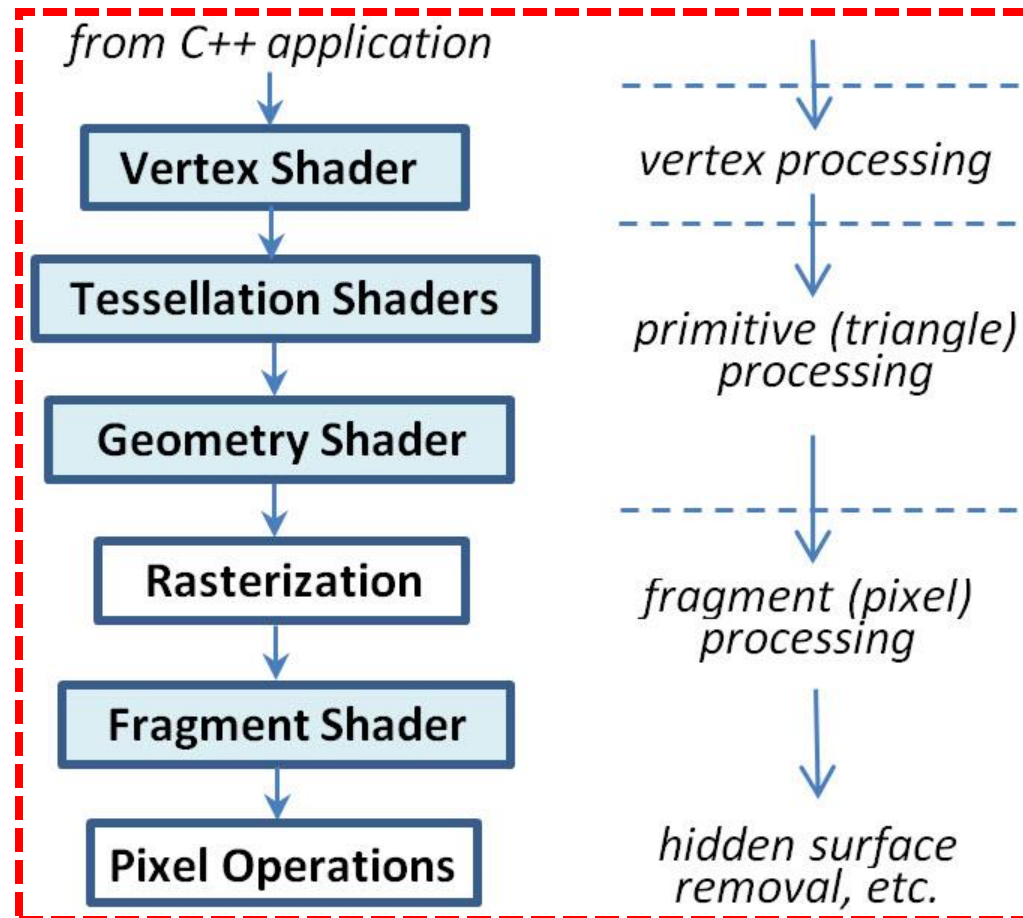 from C++ application
Vertex Shader
Tessellation Shaders
Geometry Shader
Rasterization
Fragment Shader
Pixel Operations
vertex processing
primitive (triangle)
processing
fragment (pixel)
processing
hidden surface
removal, etc.